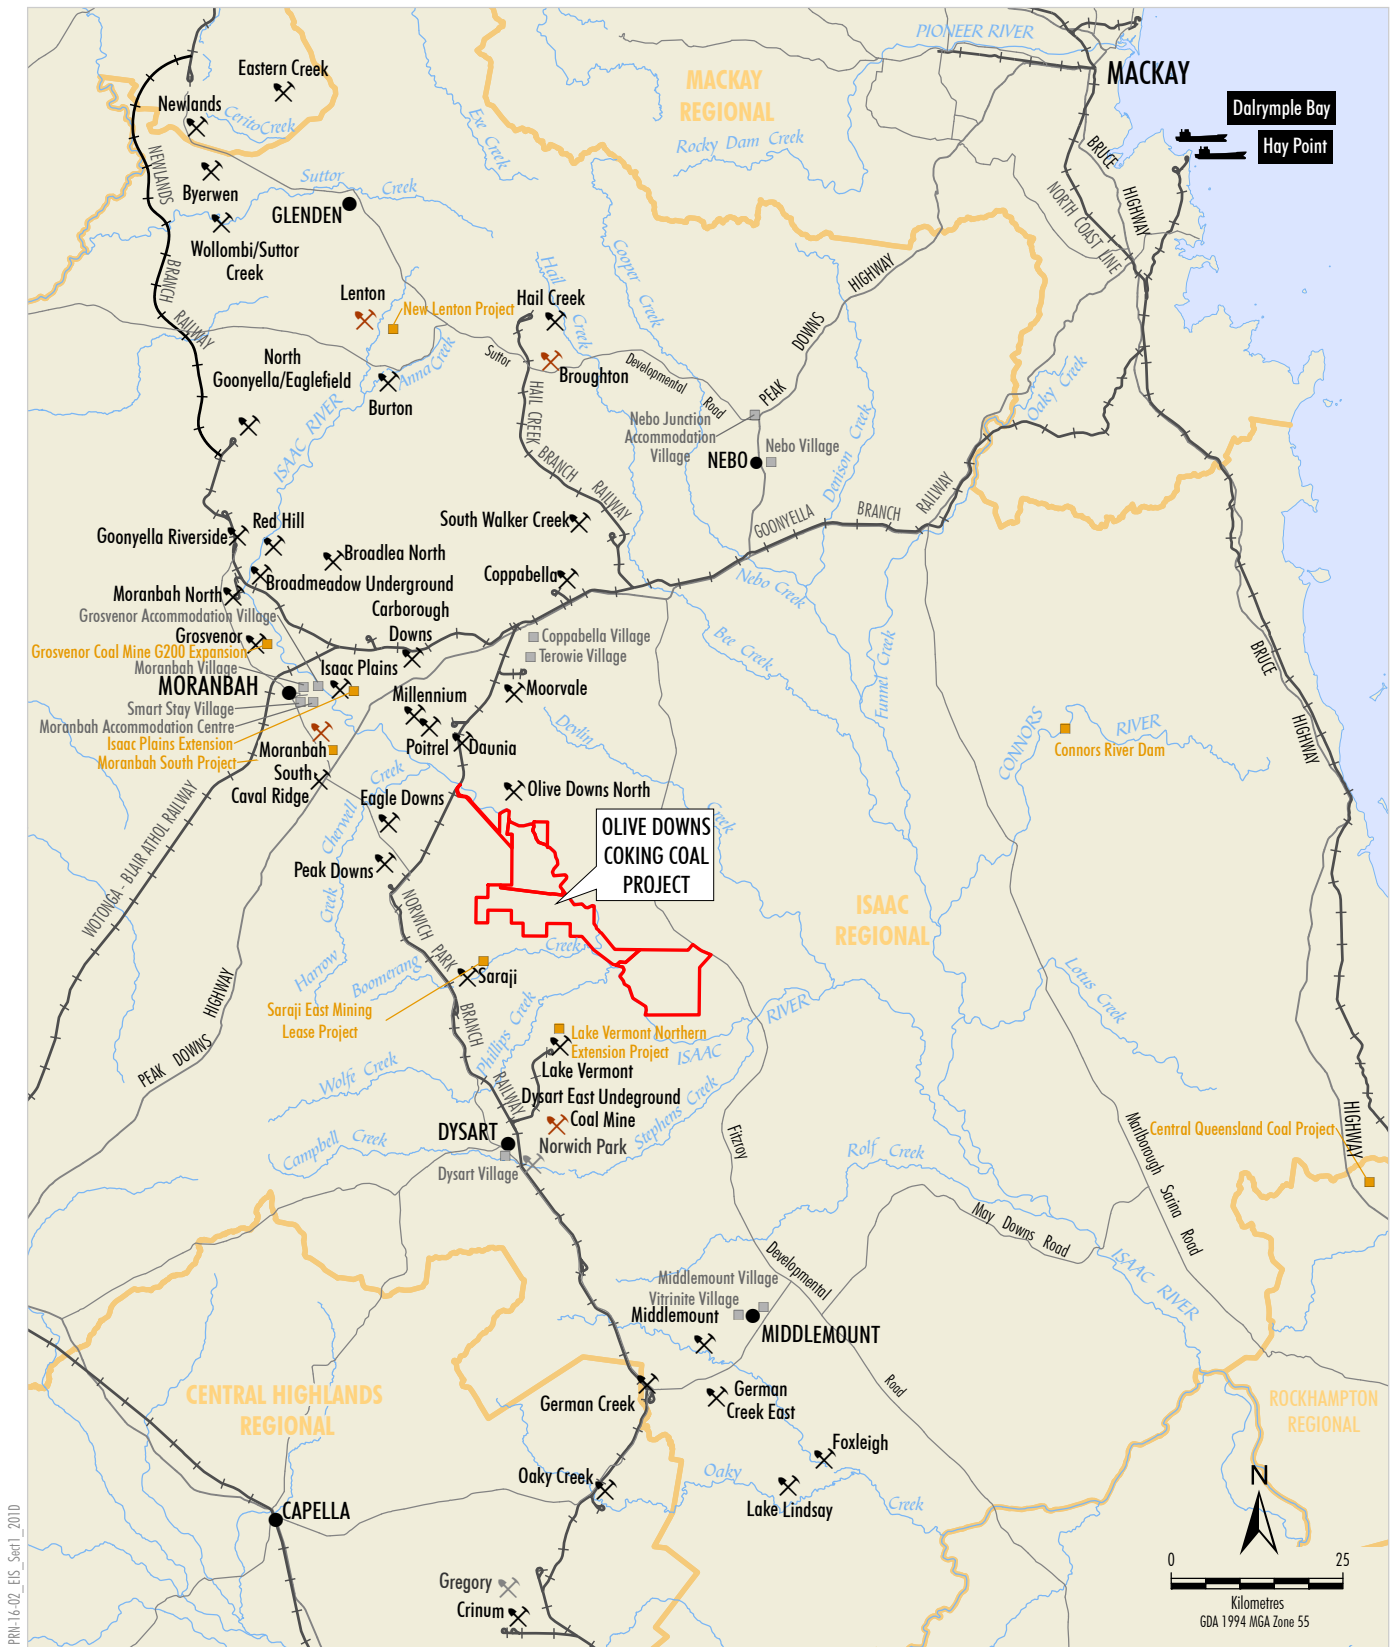 PIONEER RIVER
MACKAY
Eastern Creek
MACKAY
REGIONAL
Newlands
Cerito Creek
Exe Creek
Dalrymple Bay
Hay Point
Rocky Dam Creek
BRUCE
HIGHWAY
NEWLANDS
BRANCH
RAILWAY
Byerwen
Suttor
Creek
GLENDEN
NORTH COAST LINE
Wollombi/Suttor
Creek
Cooper Creek
Hail
Creek
HIGHWAY
Lenton
New Lenton Project
Hail Creek
DOWNS
PEAK
North
Goonyella/Eaglefield
Anna Creek
Burton
Suttor
Developmental
Road
Broughton
Oaky Creek
HAIL CREEK
BRANCH
RAILWAY
Nebo Junction
Accommodation
Village
NEBO
Nebo Village
Denison Creek
ISAAC RIVER
Goonyella Riverside
Red Hill
South Walker Creek
GOONYELLA
BRANCH
RAILWAY
Broadlea North
Broadmeadow Underground
Moranbah North
Coppabella
Nebo Creek
Grosvenor Accommodation Village
Carborough
Downs
Grosvenor
Grosvenor Coal Mine G200 Expansion
Coppabella Village
Terowie Village
Bee Creek
Funnel Creek
BRUCE
HIGHWAY
Moranbah Village
MORANBAH
Isaac Plains
Smart Stay Village
Moranbah Accommodation Centre
Isaac Plains Extension
Moranbah South Project
Millennium
Moorvale
Poitrel
Daunia
Devlin
Creek
CONNORS
RIVER
Connors River Dam
Moranbah
South
Caval Ridge
Creek
Cherwell
Eagle Downs
Olive Downs North
OLIVE DOWNS
COKING COAL
PROJECT
WOTONGA - BLAIR ATHOL RAILWAY
Peak Downs
NORWICH PARK
BRANCH
RAILWAY
ISAAC
REGIONAL
Creek
Harrow
Boomerang
Creek
Saraji
Saraji East Mining
Lease Project
Lotus Creek
PEAK DOWNS HIGHWAY
Phillips Creek
Lake Vermont Northern
Extension Project
Lake Vermont
ISAAC
RIVER
Wolfe Creek
Dysart East Undeground
Coal Mine
Stephens Creek
Fitzroy
DYSART
Norwich Park
Campbell Creek
Dysart Village
Rolf Creek
Central Queensland Coal Project
HIGHWAY
Marlborough Sarina Road
May Downs Road
ISAAC RIVER
Developmental
Road
Middlemount Village
Vitrinite Village
Middlemount
MIDDLEMOUNT
CENTRAL HIGHLANDS
REGIONAL
German Creek
German
Creek East
ROCKHAMPTON
REGIONAL
Foxleigh
Oaky Creek
Oaky
Creek
Lake Lindsay
CAPELLA
Gregory
Crinum
N
0
25
Kilometres
GDA 1994 MGA Zone 55
PRN-16-02_EIS_Sect1_201D